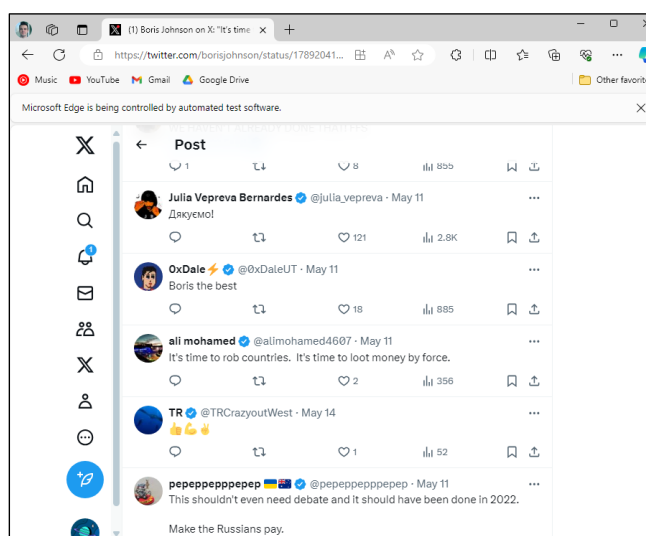 (1) Boris Johnson on X: "It's time
https://twitter.com/borisjohnson/status/17892041...
Music YouTube Gmail Google Drive Other favorit
Microsoft Edge is being controlled by automated test software.
Post
1 8 855
Julia Vepreva Bernardes @julia_vepreva · May 11
Дякуємо!
121 2.8K
0xDale⚡ @0xDaleUT · May 11
Boris the best
18 885
ali mohamed @alimohamed4607 · May 11
It's time to rob countries. It's time to loot money by force.
2 356
TR @TRCrazyoutWest · May 14
👍💪✌
1 52
pepeppepppepep 🇺🇦🇦🇺 @pepeppepppepep · May 11
This shouldn't even need debate and it should have been done in 2022.
Make the Russians pay.